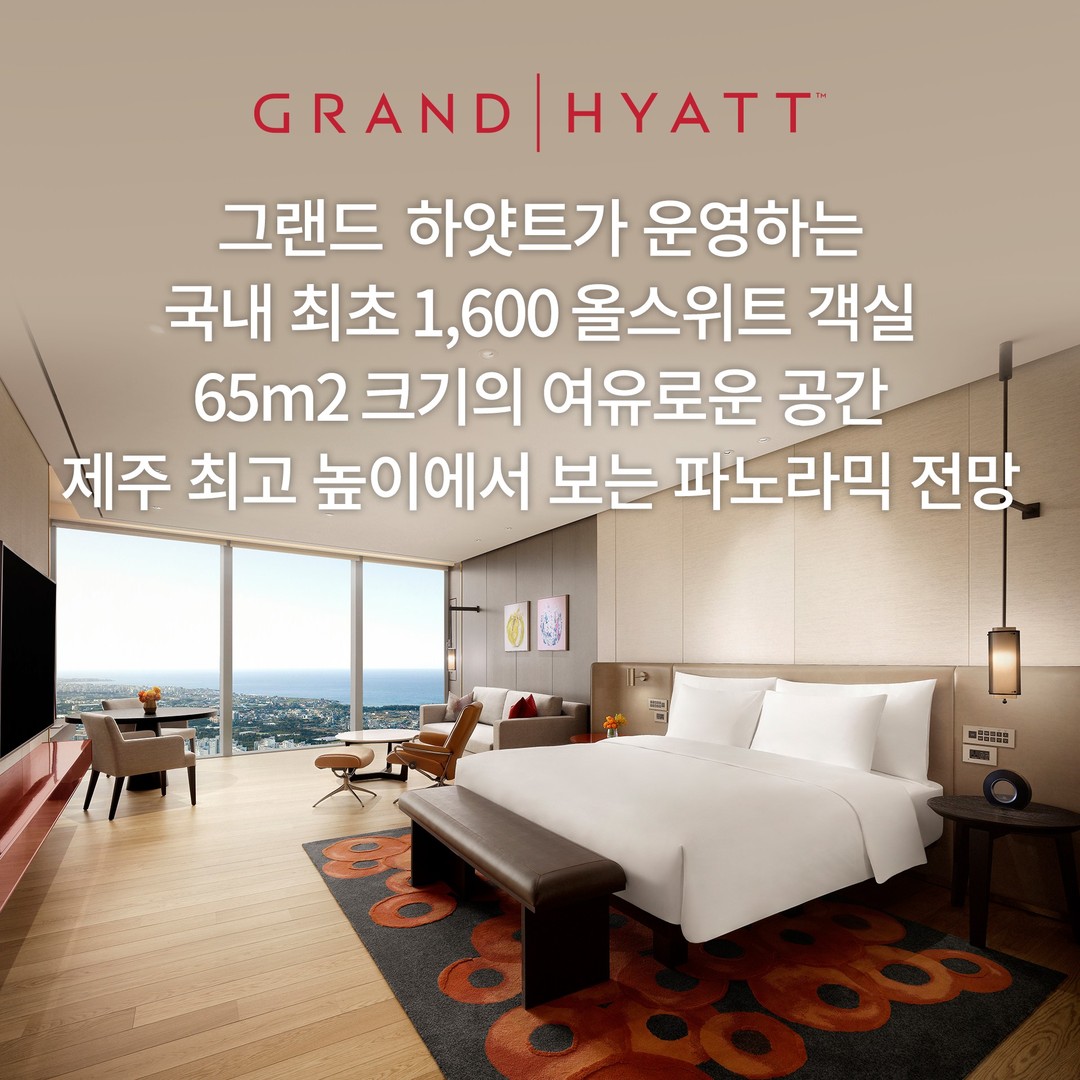 GRAND | HYATT™
그랜드 하얏트가 운영하는
국내 최초 1,600 올스위트 객실
65m2 크기의 여유로운 공간
제주 최고 높이에서 보는 파노라믹 전망